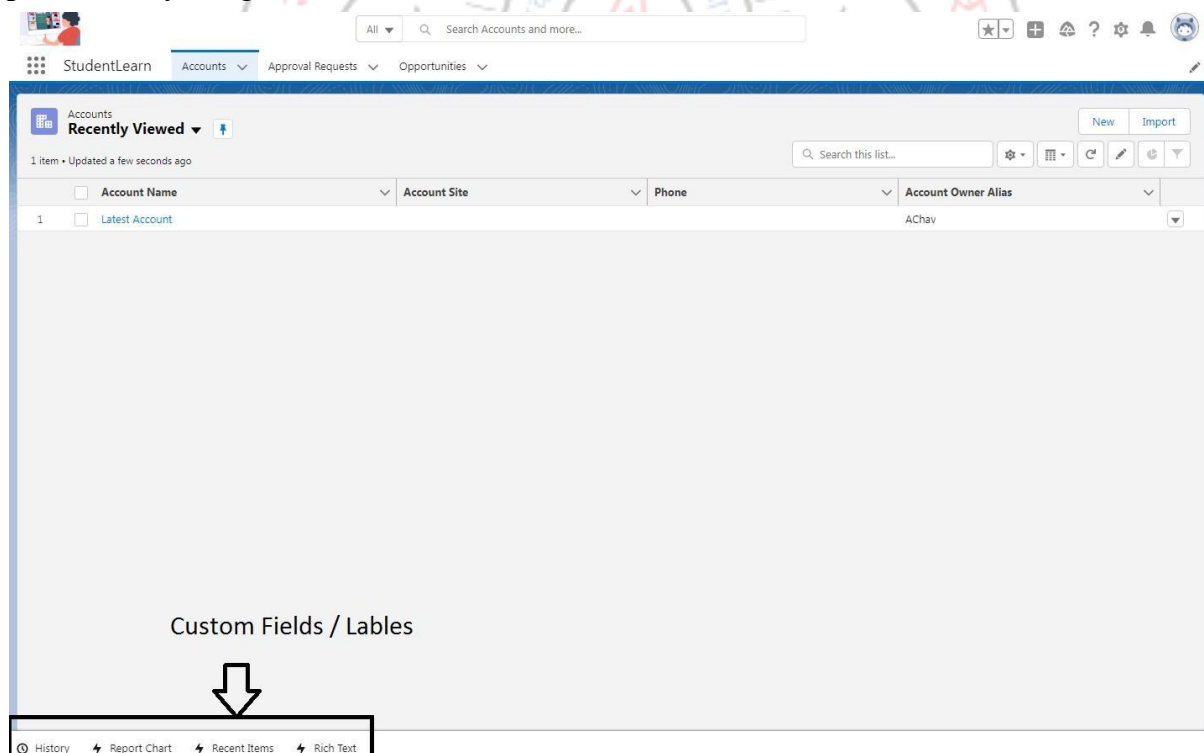 All Search Accounts and more...
StudentLearn Accounts Approval Requests Opportunities
Accounts
Recently Viewed
New Import
1 item • Updated a few seconds ago
Search this list...
Account Name Account Site Phone Account Owner Alias
1 Latest Account AChav
Custom Fields / Lables
History Report Chart Recent Items Rich Text